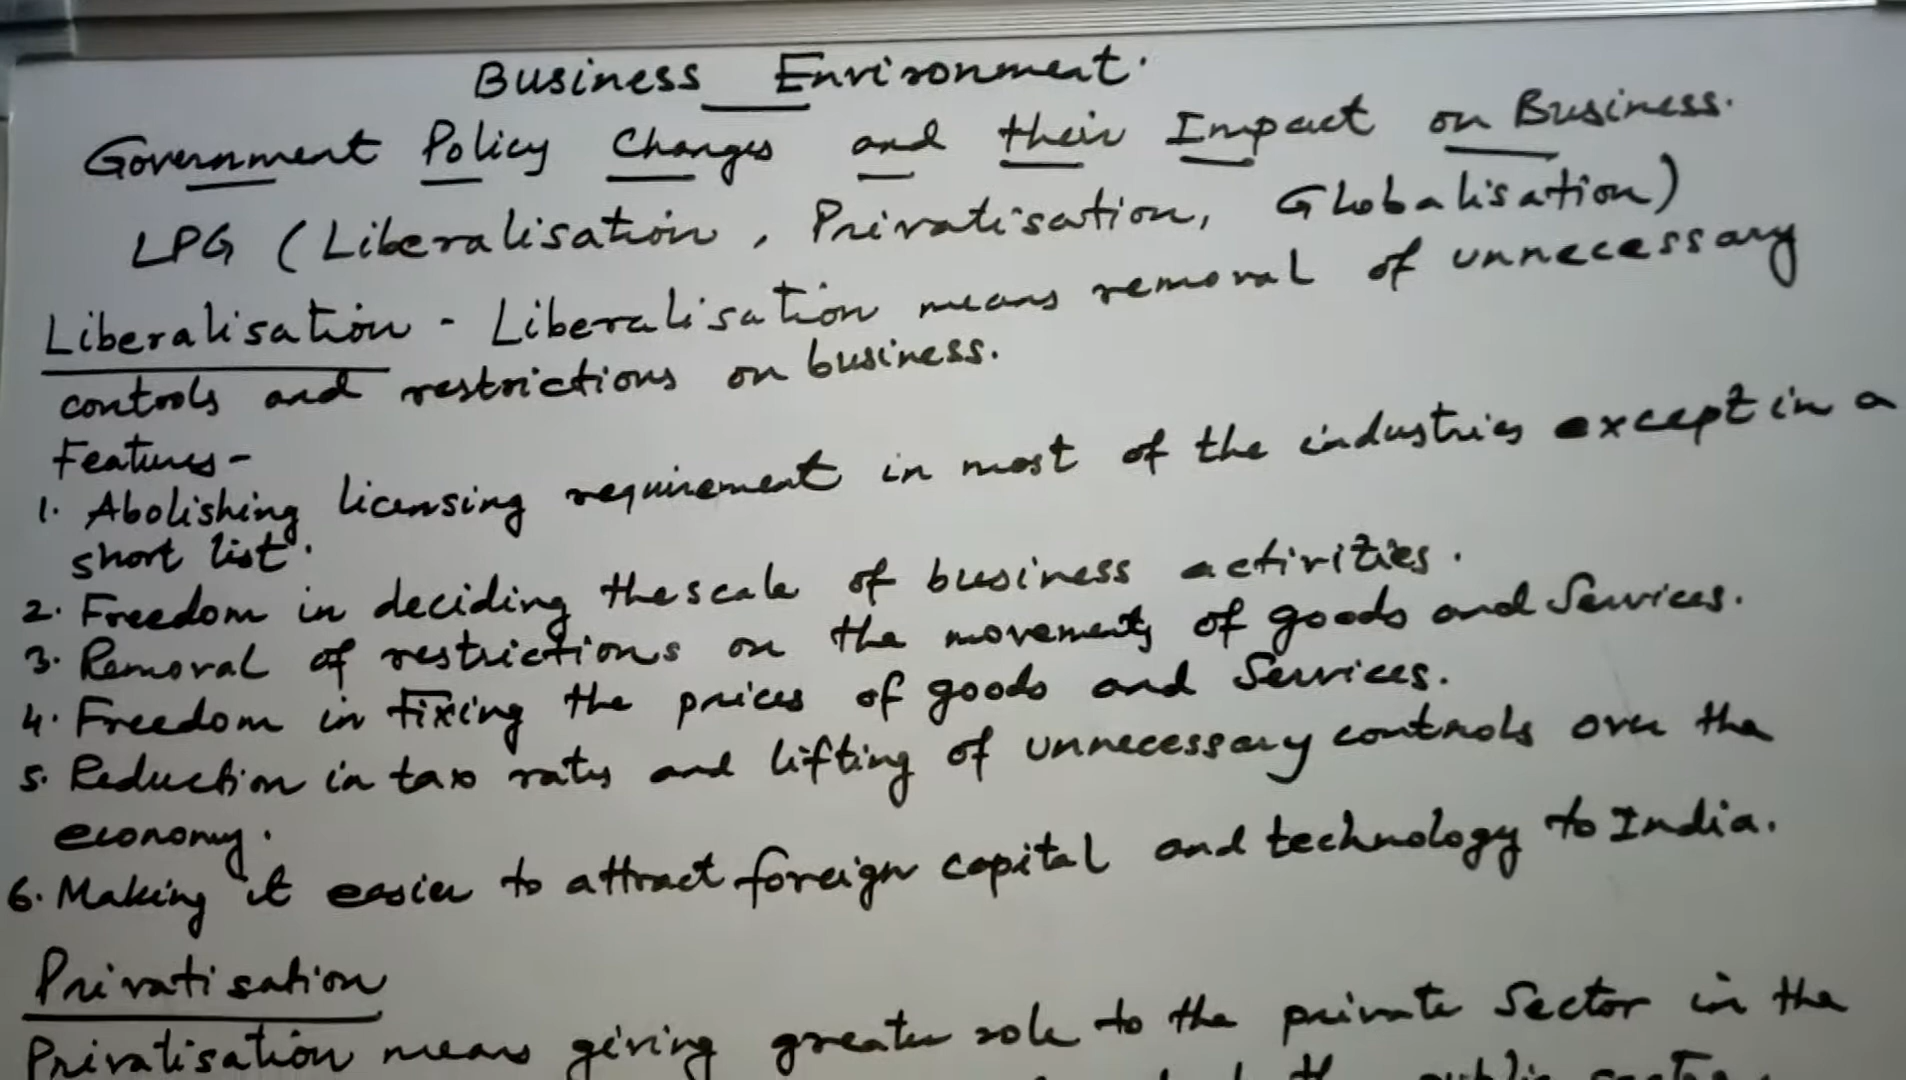 Business Environment.
Government Policy Changes and their Impact on Business.
LPG (Liberalisation, Privatisation, Globalisation)
Liberalisation - Liberalisation means removal of unnecessary
controls and restrictions on business.
Features-
1. Abolishing licensing requirement in most of the industries except in a
short list.
2. Freedom in deciding the scale of business activities.
3. Removal of restrictions on the movements of goods and Services.
4. Freedom in fixing the prices of goods and Services.
5. Reduction in tax rates and lifting of unnecessary controls over the
economy.
6. Making it easier to attract foreign capital and technology to India.
Privatisation
Privatisation means giving greater role to the private Sector in the
public sector